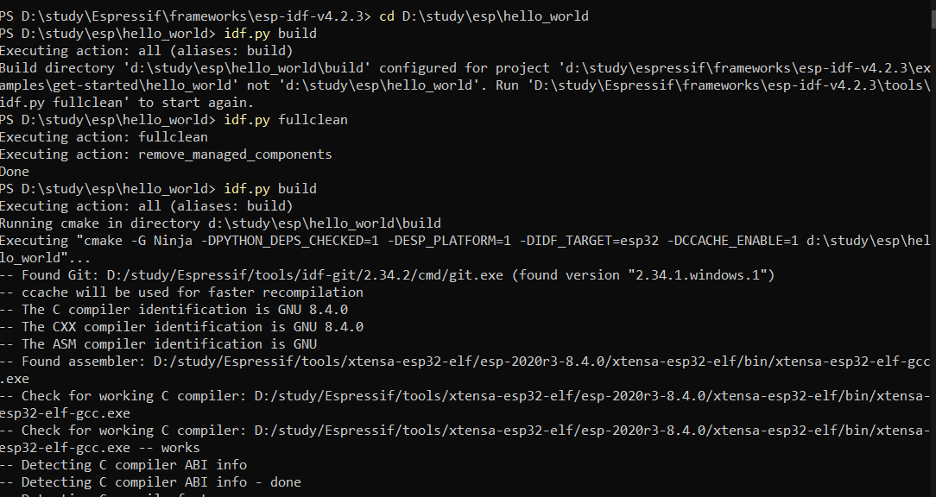 PS D:\study\Espressif\frameworks\esp-idf-v4.2.3> cd D:\study\esp\hello_world
PS D:\study\esp\hello_world> idf.py build
Executing action: all (aliases: build)
Build directory 'd:\study\esp\hello_world\build' configured for project 'd:\study\espressif\frameworks\esp-idf-v4.2.3\ex
amples\get-started\hello_world' not 'd:\study\esp\hello_world'. Run 'D:\study\Espressif\frameworks\esp-idf-v4.2.3\tools\
idf.py fullclean' to start again.
PS D:\study\esp\hello_world> idf.py fullclean
Executing action: fullclean
Executing action: remove_managed_components
Done
PS D:\study\esp\hello_world> idf.py build
Executing action: all (aliases: build)
Running cmake in directory d:\study\esp\hello_world\build
Executing "cmake -G Ninja -DPYTHON_DEPS_CHECKED=1 -DESP_PLATFORM=1 -DIDF_TARGET=esp32 -DCCACHE_ENABLE=1 d:\study\esp\hel
lo_world"...
-- Found Git: D:/study/Espressif/tools/idf-git/2.34.2/cmd/git.exe (found version "2.34.1.windows.1")
-- ccache will be used for faster recompilation
-- The C compiler identification is GNU 8.4.0
-- The CXX compiler identification is GNU 8.4.0
-- The ASM compiler identification is GNU
-- Found assembler: D:/study/Espressif/tools/xtensa-esp32-elf/esp-2020r3-8.4.0/xtensa-esp32-elf/bin/xtensa-esp32-elf-gcc
.exe
-- Check for working C compiler: D:/study/Espressif/tools/xtensa-esp32-elf/esp-2020r3-8.4.0/xtensa-esp32-elf/bin/xtensa-
esp32-elf-gcc.exe
-- Check for working C compiler: D:/study/Espressif/tools/xtensa-esp32-elf/esp-2020r3-8.4.0/xtensa-esp32-elf/bin/xtensa-
esp32-elf-gcc.exe -- works
-- Detecting C compiler ABI info
-- Detecting C compiler ABI info - done